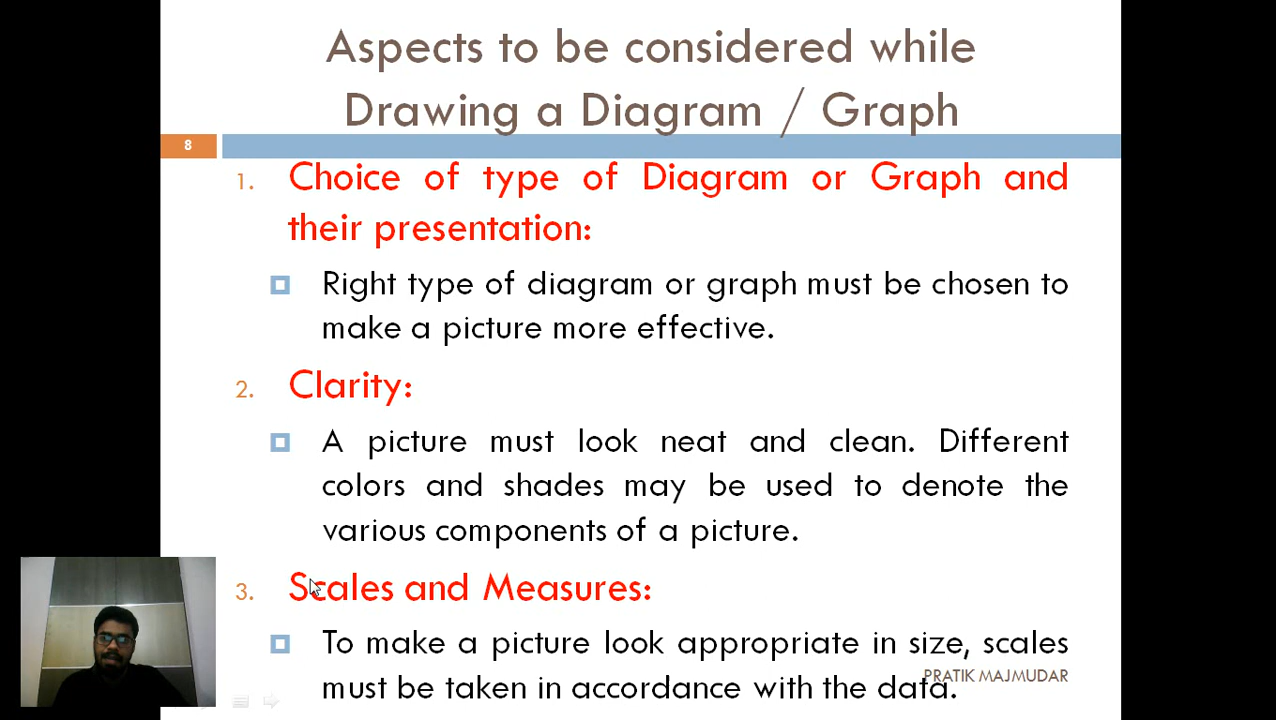 Aspects to be considered while
Drawing a Diagram / Graph
8
1. Choice of type of Diagram or Graph and
their presentation:
Right type of diagram or graph must be chosen to
make a picture more effective.
2. Clarity:
A picture must look neat and clean. Different
colors and shades may be used to denote the
various components of a picture.
3. Scales and Measures:
To make a picture look appropriate in size, scales
must be taken in accordance with the data.
PRATIK MAJMUDAR